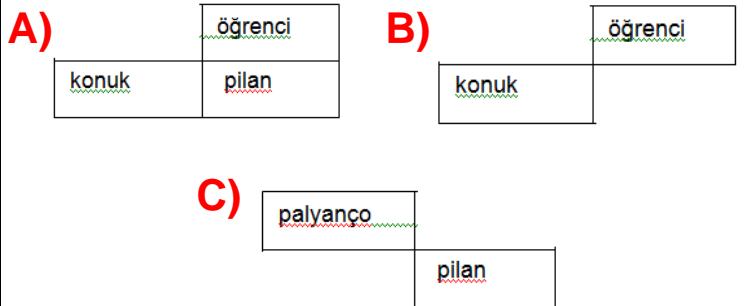 A) öğrenci B) öğrenci
konuk pilan konuk
C) palyanço
pilan